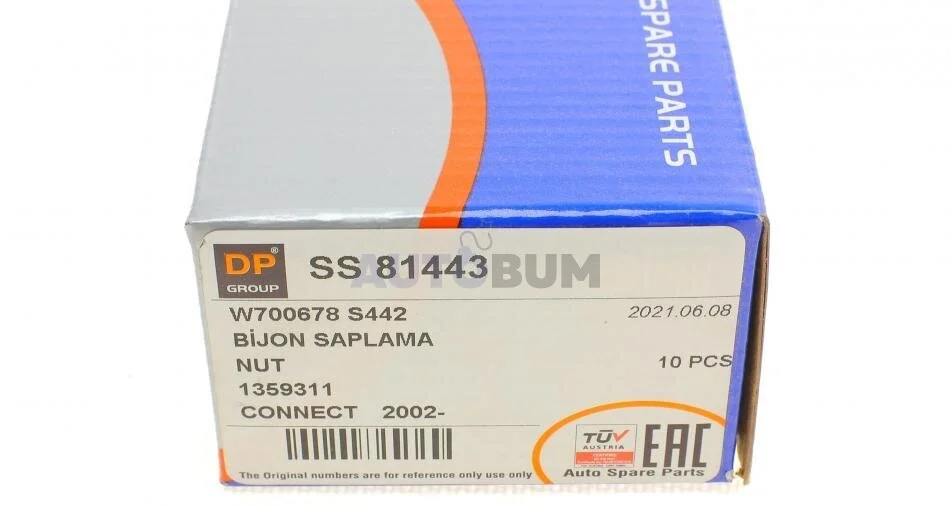 SPARE PARTS
DP®
GROUP
SS 81443
AUTOBUM
W700678 S442
2021.06.08
BİJON SAPLAMA
NUT
10 PCS
1359311
CONNECT 2002-
TÜV
AUSTRIA
EAC
Auto Spare Parts
The Original numbers are for reference only use only